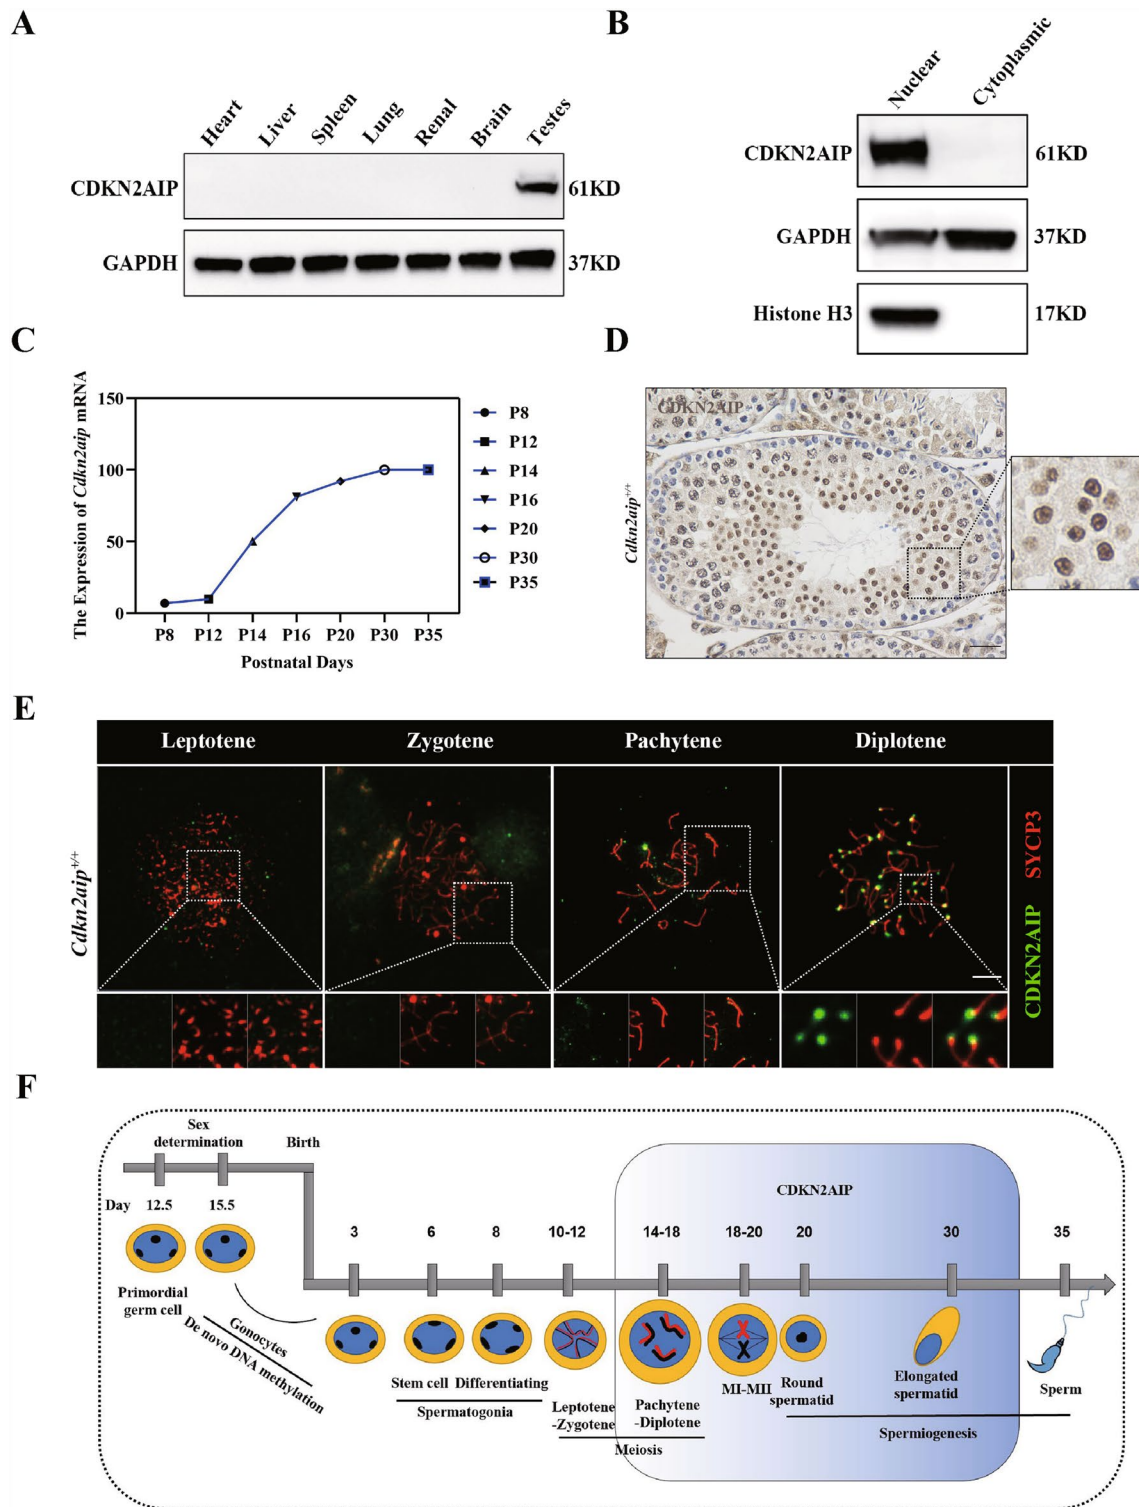 A
Heart
Liver
Spleen
Lung
Renal
Brain
Testes
CDKN2AIP
61KD
GAPDH
37KD
B
Nuclear
Cytoplasmic
CDKN2AIP
61KD
GAPDH
37KD
Histone H3
17KD
C
The Expression of Cdkn2aip mRNA
150
100
50
0
P8 P12 P14 P16 P20 P30 P35
Postnatal Days
P8
P12
P14
P16
P20
P30
P35
D
CDKN2AIP
Cdkn2aip+/+
E
Leptotene
Zygotene
Pachytene
Diplotene
Cdkn2aip+/+
CDKN2AIP SYCP3
F
Sex
determination
Birth
CDKN2AIP
Day 12.5 15.5
3 6 8 10-12 14-18 18-20 20 30 35
Primordial
germ cell
Gonocytes
De novo DNA methylation
Stem cell Differentiating
Spermatogonia
Leptotene
-Zygotene
Pachytene
-Diplotene
Meiosis
MI-MII
Round
spermatid
Elongated
spermatid
Sperm
Spermiogenesis